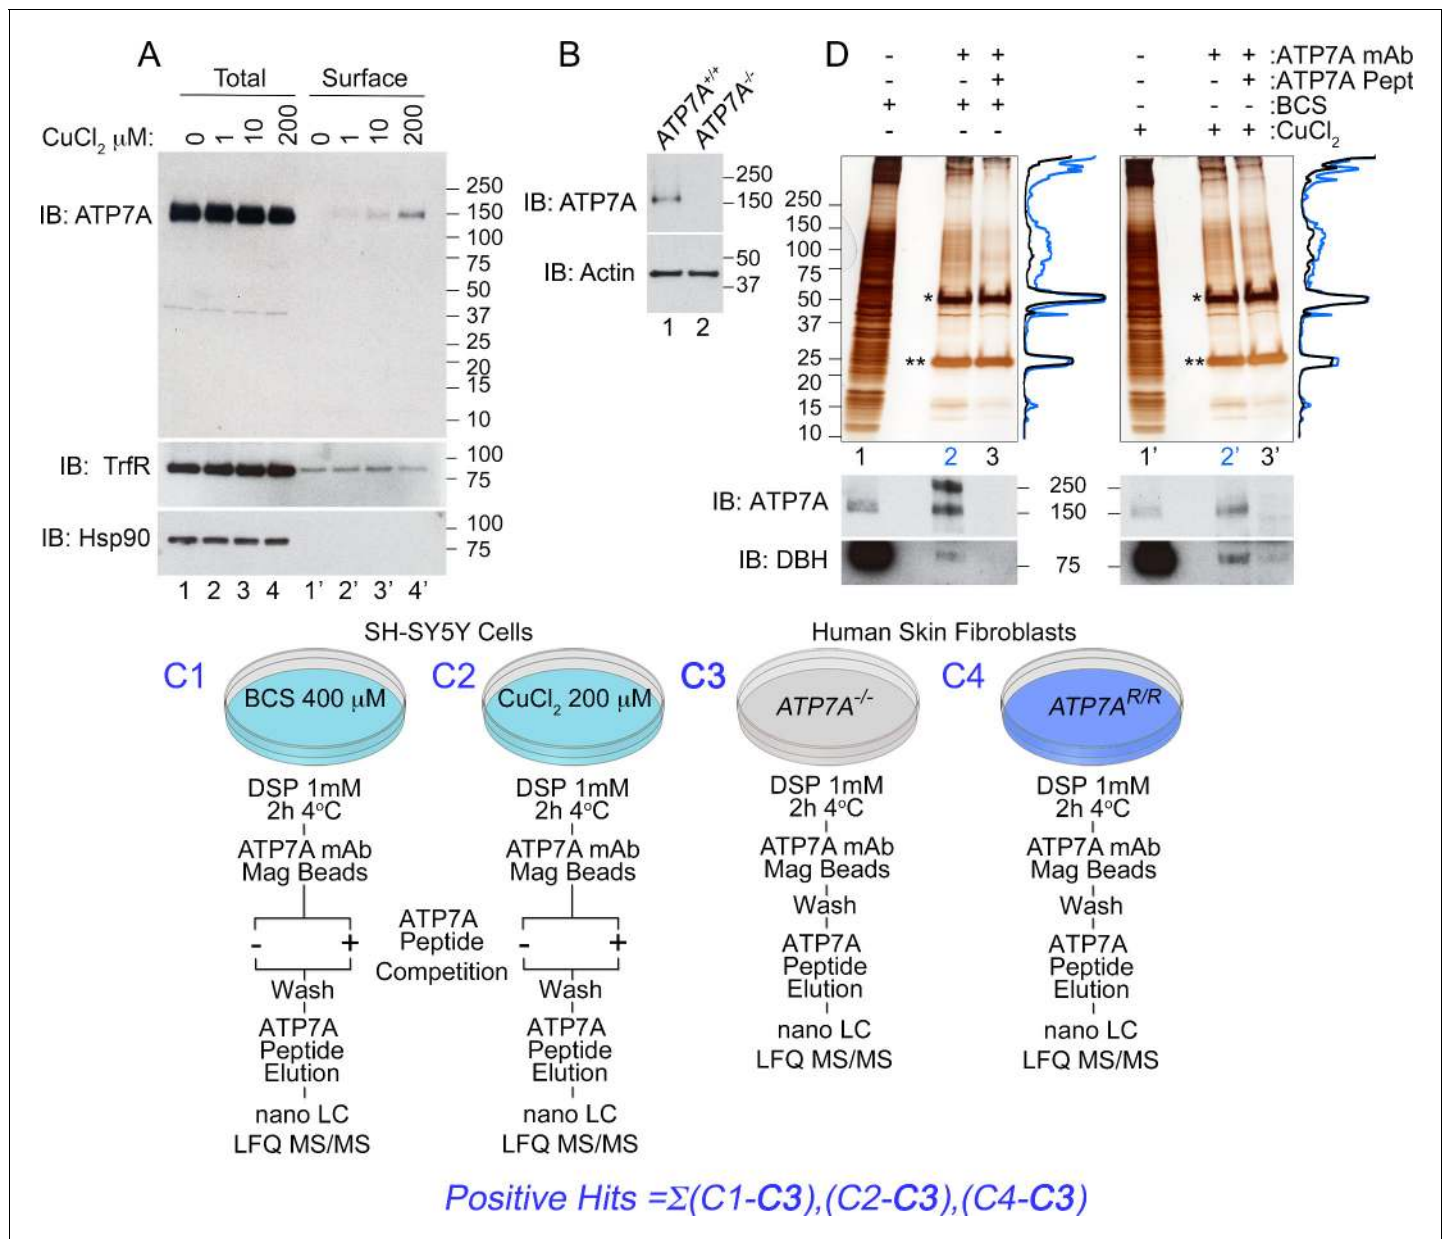 A
Total Surface
CuCl2 µM: 0 1 10 200 0 1 10 200
IB: ATP7A
250
150
100
75
50
37
25
20
15
10
IB: TrfR
100
75
IB: Hsp90
100
75
1 2 3 4 1' 2' 3' 4'
B
ATP7A+/+ ATP7A-/-
IB: ATP7A
250
150
IB: Actin
50
37
1 2
D
- + + - + + :ATP7A mAb
- - + - - + :ATP7A Pept
+ + + - - - :BCS
- - - + + + :CuCl2
250
150
100
75
50
37
25
20
15
10
* *
** **
1 2 3 1' 2' 3'
IB: ATP7A
250
150
IB: DBH
75
SH-SY5Y Cells Human Skin Fibroblasts
C1 C2 C3 C4
BCS 400 µM CuCl2 200 µM ATP7A-/- ATP7AR/R
DSP 1mM DSP 1mM DSP 1mM DSP 1mM
2h 4oC 2h 4oC 2h 4oC 2h 4oC
ATP7A mAb ATP7A mAb ATP7A mAb ATP7A mAb
Mag Beads Mag Beads Mag Beads Mag Beads
Wash Wash
- + ATP7A Peptide Competition - +
ATP7A ATP7A
Peptide Peptide
Elution Elution
Wash Wash
ATP7A ATP7A
Peptide Peptide
Elution Elution
nano LC nano LC
LFQ MS/MS LFQ MS/MS
nano LC nano LC
LFQ MS/MS LFQ MS/MS
Positive Hits =Σ(C1-C3),(C2-C3),(C4-C3)